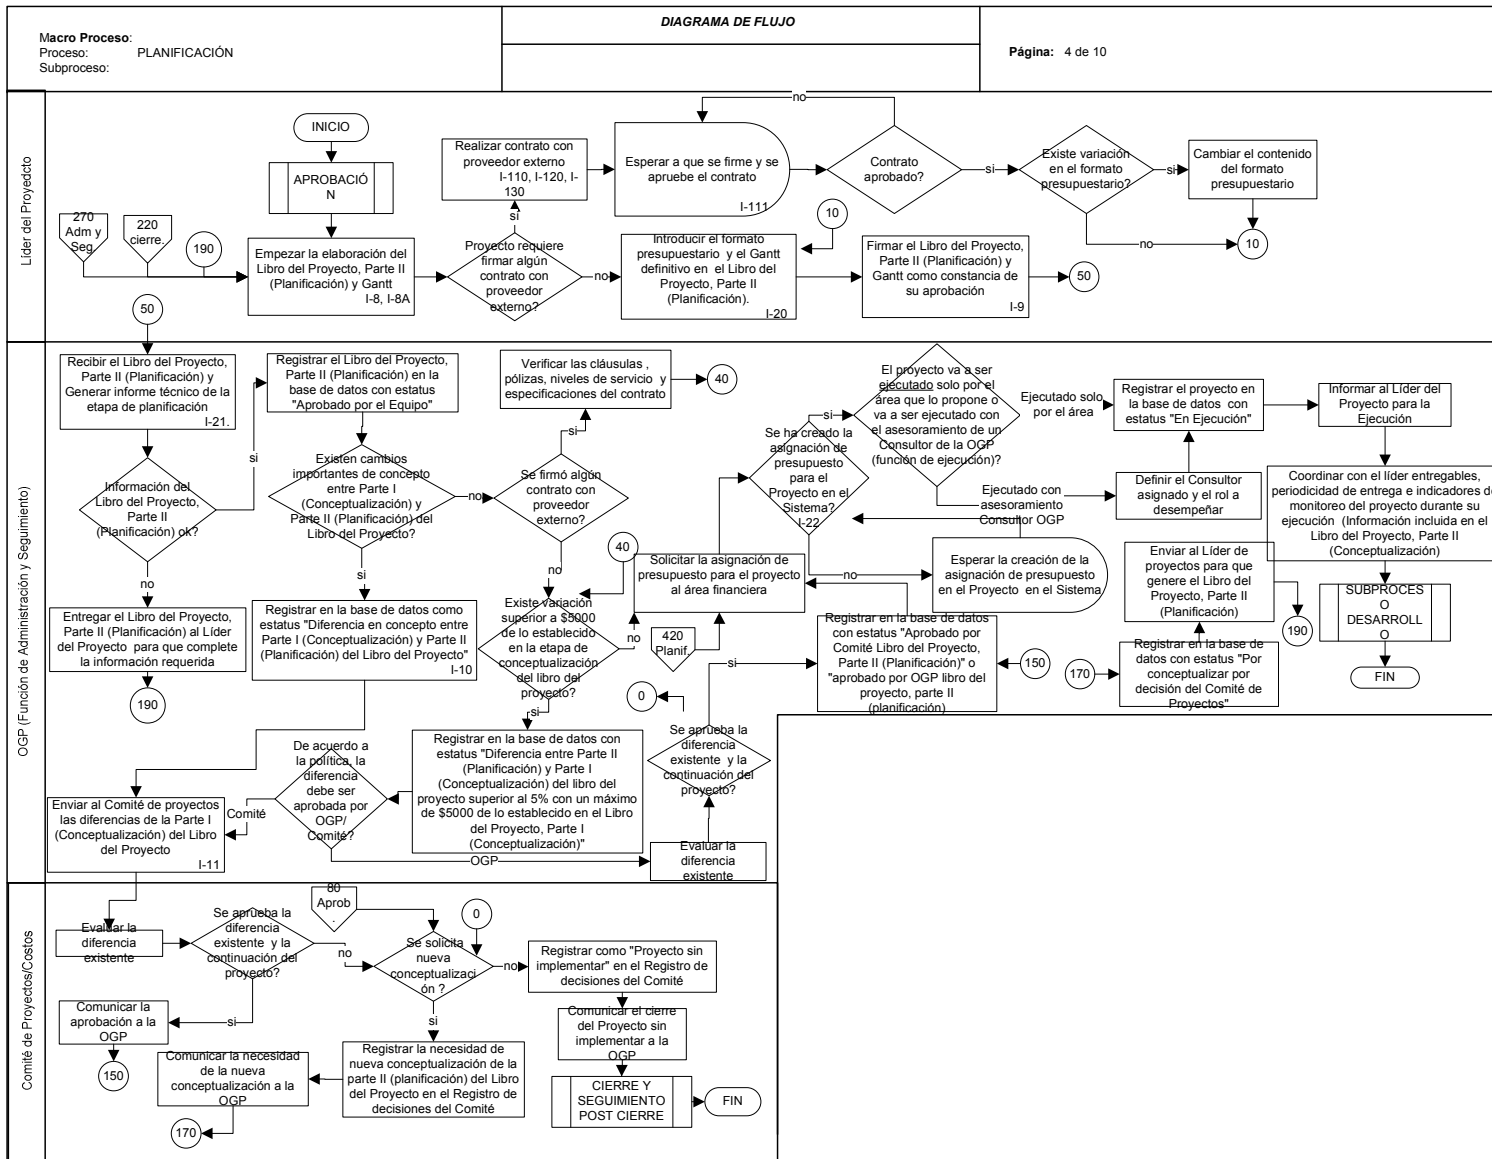 DIAGRAMA DE FLUJO
Macro Proceso:
Proceso: PLANIFICACIÓN
Subproceso:
Página: 4 de 10
Líder del Proyedcto
INICIO
APROBACIÓ
N
270
Adm y
Seg.
220
cierre.
190
Empezar la elaboración del
Libro del Proyecto, Parte II
(Planificación) y Gantt
I-8, I-8A
Realizar contrato con
proveedor externo
I-110, I-120, I-
130
si
Proyecto requiere
firmar algún
contrato con
proveedor
externo?
no
Esperar a que se firme y se
apruebe el contrato
I-111
no
Contrato
aprobado?
si
Existe variación
en el formato
presupuestario?
si
Cambiar el contenido
del formato
presupuestario
no
10
10
Introducir el formato
presupuestario y el Gantt
definitivo en el Libro del
Proyecto, Parte II
(Planificación).
I-20
Firmar el Libro del Proyecto,
Parte II (Planificación) y
Gantt como constancia de
su aprobación
I-9
50
50
OGP (Función de Administración y Seguimiento)
Recibir el Libro del Proyecto,
Parte II (Planificación) y
Generar informe técnico de la
etapa de planificación
I-21.
Información del
Libro del Proyecto,
Parte II
(Planificación) ok?
si
no
Entregar el Libro del Proyecto,
Parte II (Planificación) al Líder
del Proyecto para que complete
la información requerida
190
Registrar el Libro del Proyecto,
Parte II (Planificación) en la
base de datos con estatus
"Aprobado por el Equipo"
Existen cambios
importantes de concepto
entre Parte I
(Conceptualización) y
Parte II (Planificación) del
Libro del Proyecto?
no
si
Registrar en la base de datos como
estatus "Diferencia en concepto entre
Parte I (Conceptualización) y Parte II
(Planificación) del Libro del Proyecto"
I-10
Verificar las cláusulas ,
pólizas, niveles de servicio y
especificaciones del contrato
40
si
Se firmó algún
contrato con
proveedor
externo?
no
40
Existe variación
superior a $5000
de lo establecido
en la etapa de
conceptualización
del libro del
proyecto?
no
si
Solicitar la asignación de
presupuesto para el proyecto
al área financiera
420
Planif.
Se ha creado la
asignación de
presupuesto
para el
Proyecto en el
Sistema?
I-22
si
no
El proyecto va a ser
ejecutado solo por el
área que lo propone o
va a ser ejecutado con
el asesoramiento de un
Consultor de la OGP
(función de ejecución)?
Ejecutado solo
por el área
Ejecutado con
asesoramiento
Consultor OGP
Esperar la creación de la
asignación de presupuesto
en el Proyecto en el Sistema
Registrar el proyecto en
la base de datos con
estatus "En Ejecución"
Definir el Consultor
asignado y el rol a
desempeñar
Informar al Líder del
Proyecto para la
Ejecución
Coordinar con el líder entregables,
periodicidad de entrega e indicadores de
monitoreo del proyecto durante su
ejecución (Información incluida en el
Libro del Proyecto, Parte II
(Conceptualización)
SUBPROCES
O
DESARROLL
O
FIN
Enviar al Líder de
proyectos para que
genere el Libro del
Proyecto, Parte II
(Planificación)
190
170
Registrar en la base de
datos con estatus "Por
conceptualizar por
decisión del Comité de
Proyectos"
Registrar en la base de datos
con estatus "Aprobado por
Comité Libro del Proyecto,
Parte II (Planificación)" o
"aprobado por OGP libro del
proyecto, parte II
(planificación)
150
si
0
Se aprueba la
diferencia
existente y la
continuación del
proyecto?
Evaluar la
diferencia
existente
Registrar en la base de datos con
estatus "Diferencia entre Parte II
(Planificación) y Parte I
(Conceptualización) del libro del
proyecto superior al 5% con un máximo
de $5000 de lo establecido en el Libro
del Proyecto, Parte I
(Conceptualización)"
De acuerdo a
la política, la
diferencia
debe ser
aprobada por
OGP/
Comité?
Comité
OGP
Enviar al Comité de proyectos
las diferencias de la Parte I
(Conceptualización) del Libro
del Proyecto
I-11
Comité de Proyectos/Costos
Evaluar la
diferencia
existente
Se aprueba la
diferencia
existente y la
continuación del
proyecto?
no
si
Comunicar la
aprobación a la
OGP
150
80
Aprob
.
0
Se solicita
nueva
conceptualizaci
ón ?
no
si
Registrar como "Proyecto sin
implementar" en el Registro de
decisiones del Comité
Comunicar el cierre
del Proyecto sin
implementar a la
OGP
CIERRE Y
SEGUIMIENTO
POST CIERRE
FIN
Registrar la necesidad de
nueva conceptualización de la
parte II (planificación) del Libro
del Proyecto en el Registro de
decisiones del Comité
Comunicar la necesidad
de la nueva
conceptualización a la
OGP
170